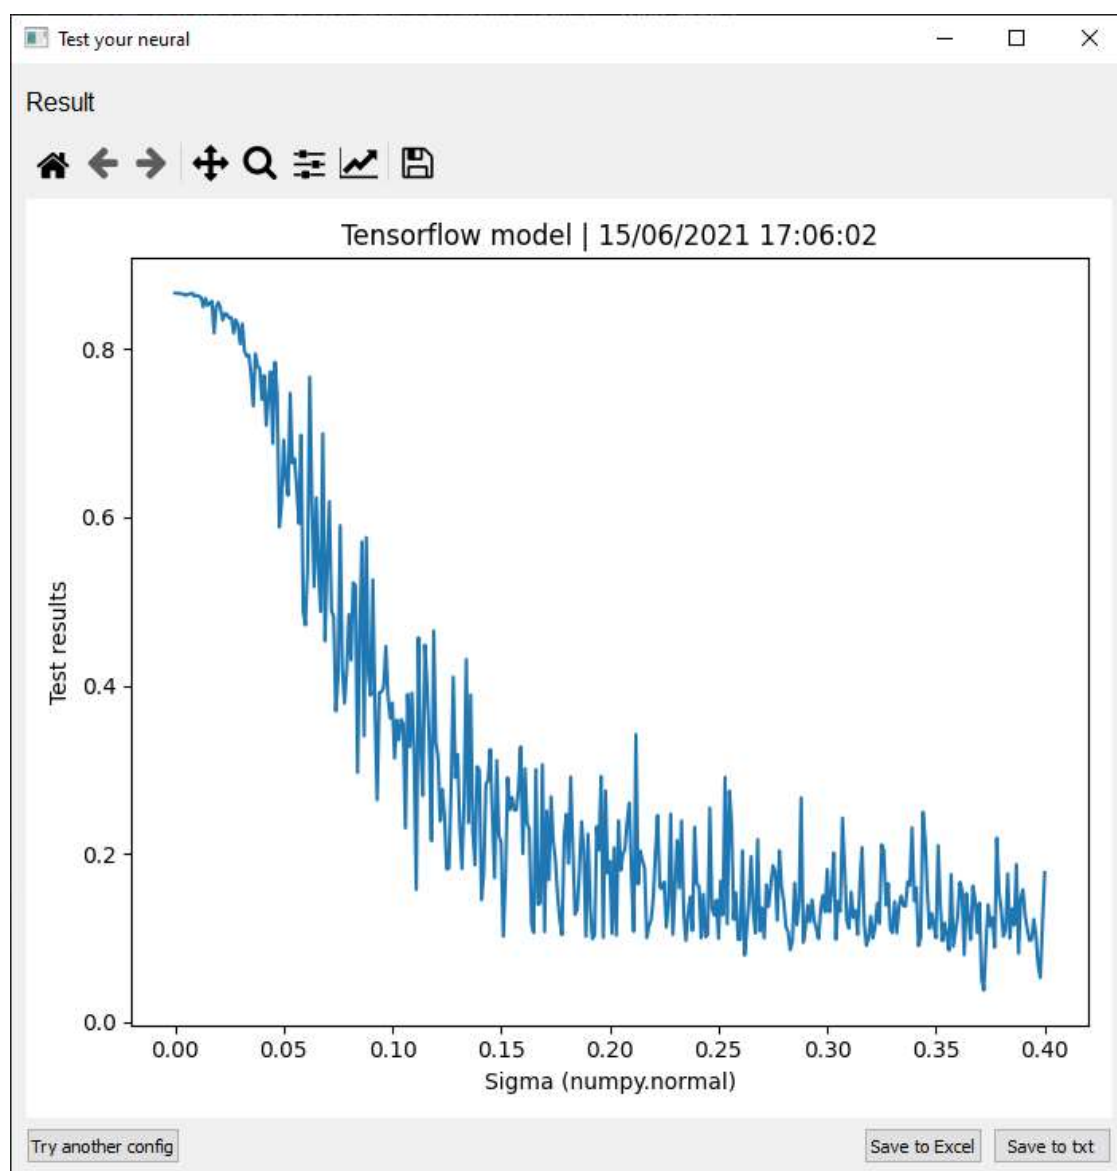 Test your neural
Result
Tensorflow model | 15/06/2021 17:06:02
0.8
0.6
0.4
0.2
0.0
Test results
0.00 0.05 0.10 0.15 0.20 0.25 0.30 0.35 0.40
Sigma (numpy.normal)
Try another config Save to Excel Save to txt